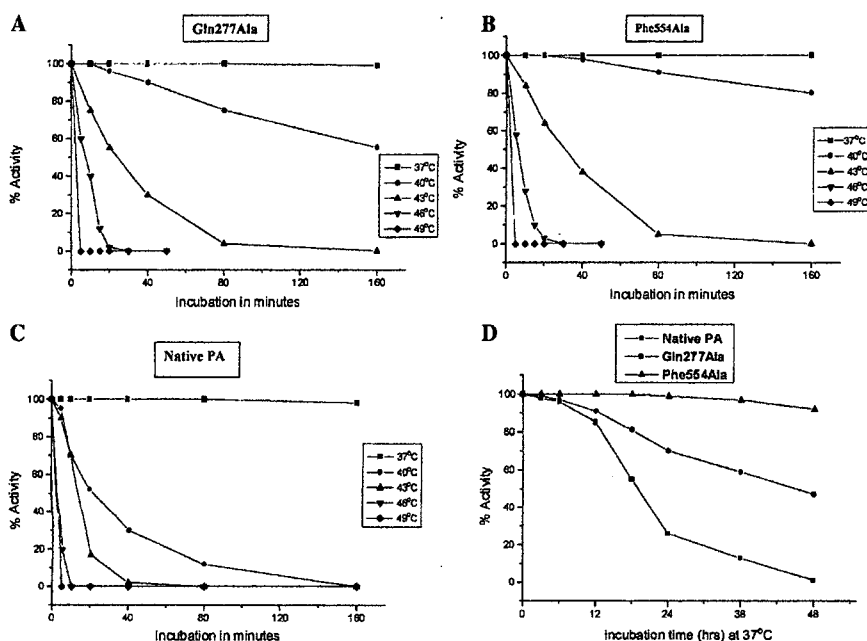 A
Gln277Ala
100
80
60
40
20
0
% Activity
37°C
40°C
43°C
46°C
49°C
0 40 80 120 160
Incubation in minutes
B
Phe554Ala
100
80
60
40
20
0
% Activity
37°C
40°C
43°C
46°C
49°C
0 40 80 120 160
Incubation in minutes
C
Native PA
100
80
60
40
20
0
% Activity
37°C
40°C
43°C
46°C
49°C
0 40 80 120 160
Incubation in minutes
D
Native PA
Gln277Ala
Phe554Ala
100
80
60
40
20
0
% Activity
0 12 24 36 48
incubation time (hrs) at 37°C